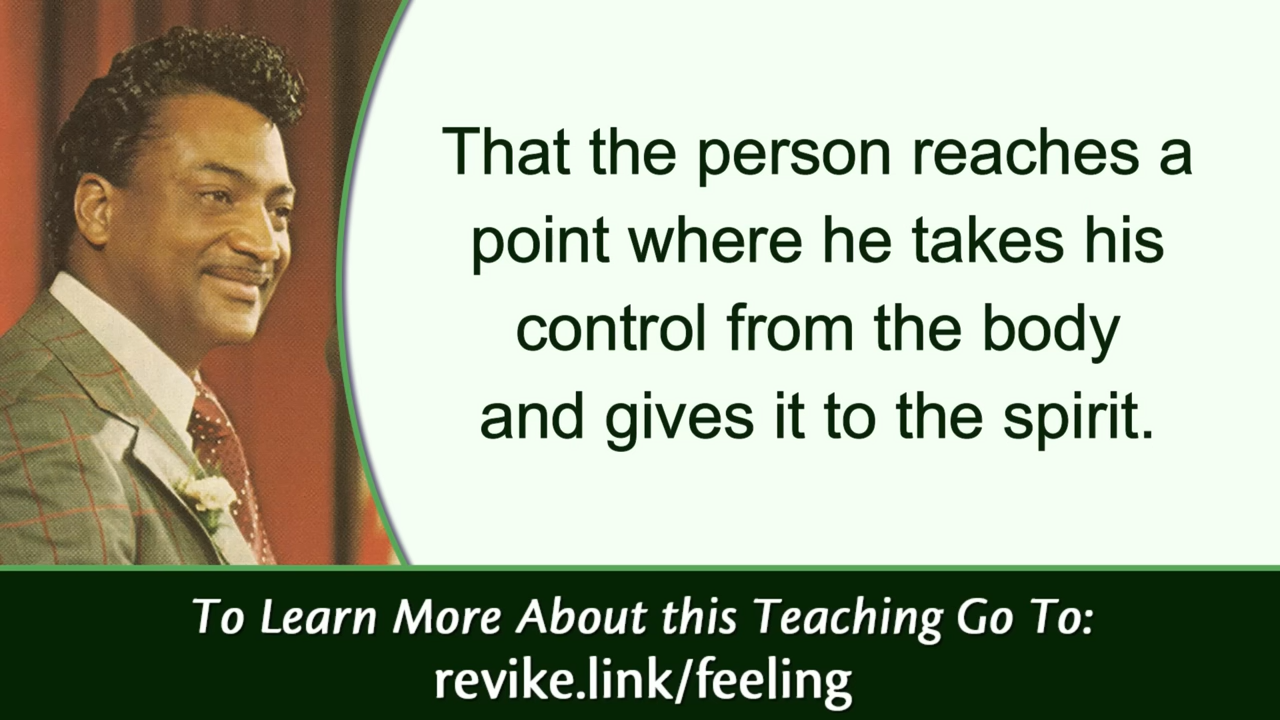 That the person reaches a
point where he takes his
control from the body
and gives it to the spirit.
To Learn More About this Teaching Go To:
revike.link/feeling